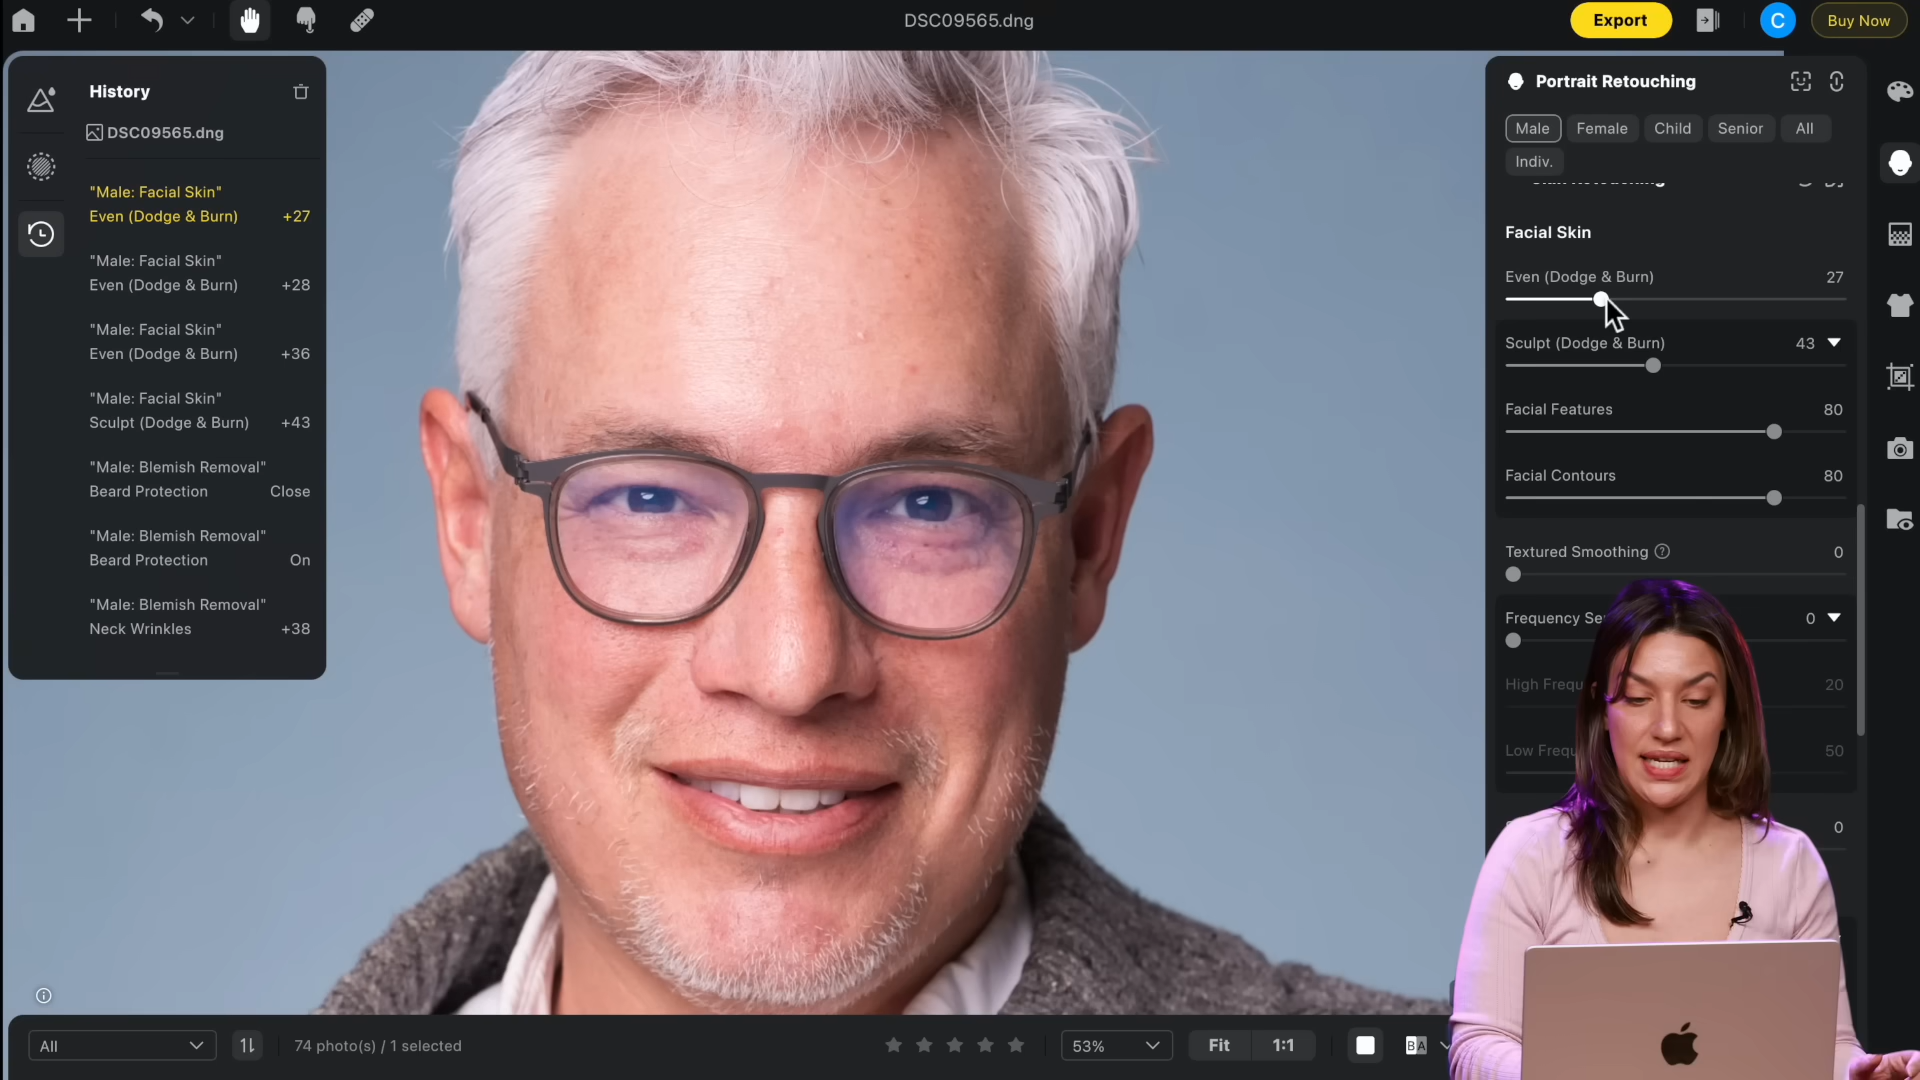 DSC09565.dng
Export
C
Buy Now
History
DSC09565.dng
"Male: Facial Skin"
Even (Dodge & Burn) +27
"Male: Facial Skin"
Even (Dodge & Burn) +28
"Male: Facial Skin"
Even (Dodge & Burn) +36
"Male: Facial Skin"
Sculpt (Dodge & Burn) +43
"Male: Blemish Removal"
Beard Protection Close
"Male: Blemish Removal"
Beard Protection On
"Male: Blemish Removal"
Neck Wrinkles +38
Portrait Retouching
Male Female Child Senior All
Indiv.
Facial Skin
Even (Dodge & Burn) 27
Sculpt (Dodge & Burn) 43
Facial Features 80
Facial Contours 80
Textured Smoothing 0
Frequency 0
High 20
Low 50
0
All
74 photo(s) / 1 selected
53%
Fit
1:1